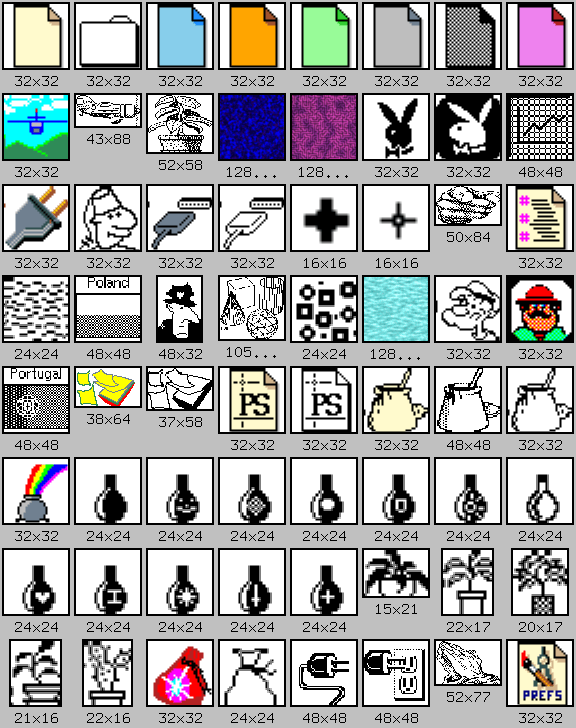 32×32 32×32 32×32 32×32 32×32 32×32 32×32 32×32
32×32 43×88 52×58 128... 128... 32×32 32×32 48×48
32×32 32×32 32×32 32×32 16×16 16×16 50×84 32×32
Poland
24×24 48×48 48×32 105... 24×24 128... 32×32 32×32
Portugal
PS PS
48×48 38×64 37×58 32×32 32×32 32×32 48×48 32×32
32×32 24×24 24×24 24×24 24×24 24×24 24×24 24×24
24×24 24×24 24×24 24×24 24×24 15×21 22×17 20×17
PREFS
21×16 22×16 32×32 24×24 48×48 48×48 52×77 32×32